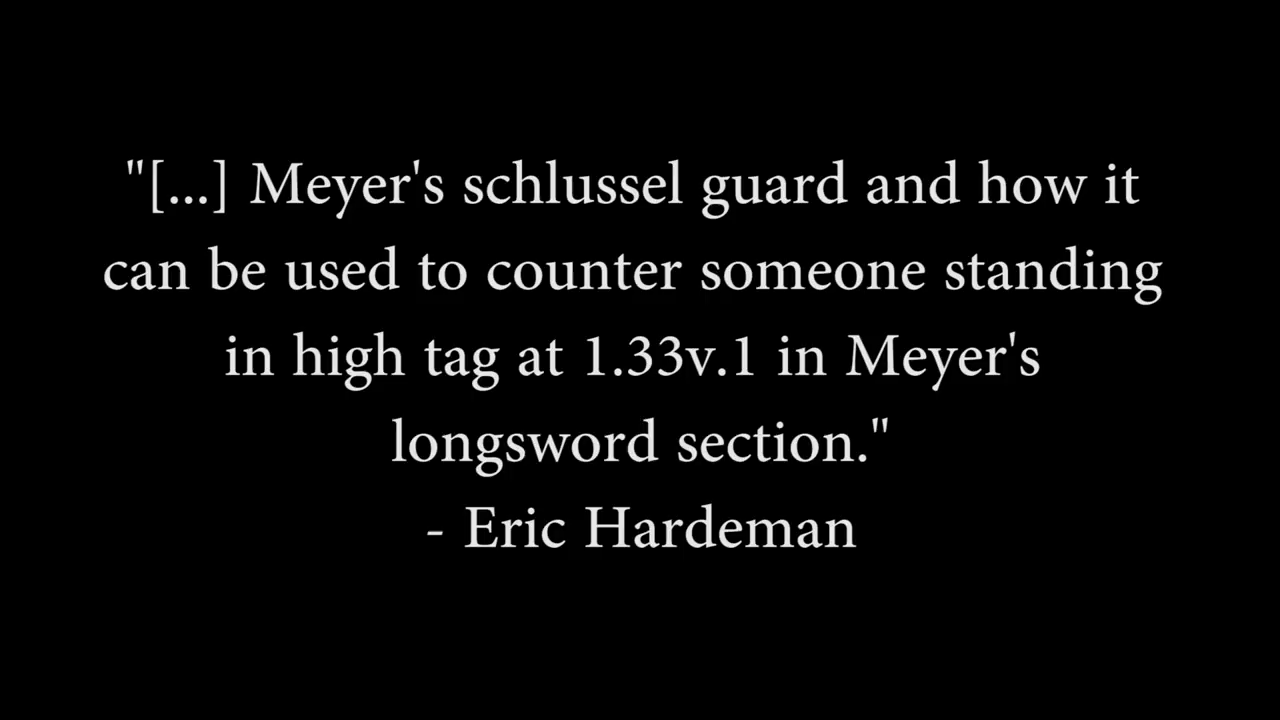 "[...] Meyer's schlussel guard and how it
can be used to counter someone standing
in high tag at 1.33v.1 in Meyer's
longsword section."
- Eric Hardeman